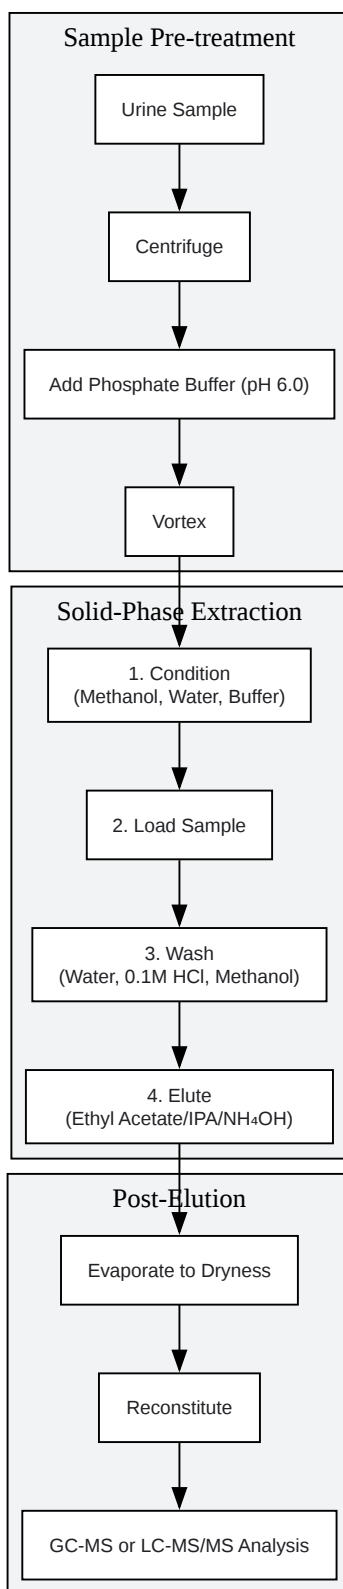 Sample Pre-treatment
Urine Sample
Centrifuge
Add Phosphate Buffer (pH 6.0)
Vortex
Solid-Phase Extraction
1. Condition
(Methanol, Water, Buffer)
2. Load Sample
3. Wash
(Water, 0.1M HCl, Methanol)
4. Elute
(Ethyl Acetate/IPA/NH₄OH)
Post-Elution
Evaporate to Dryness
Reconstitute
GC-MS or LC-MS/MS Analysis